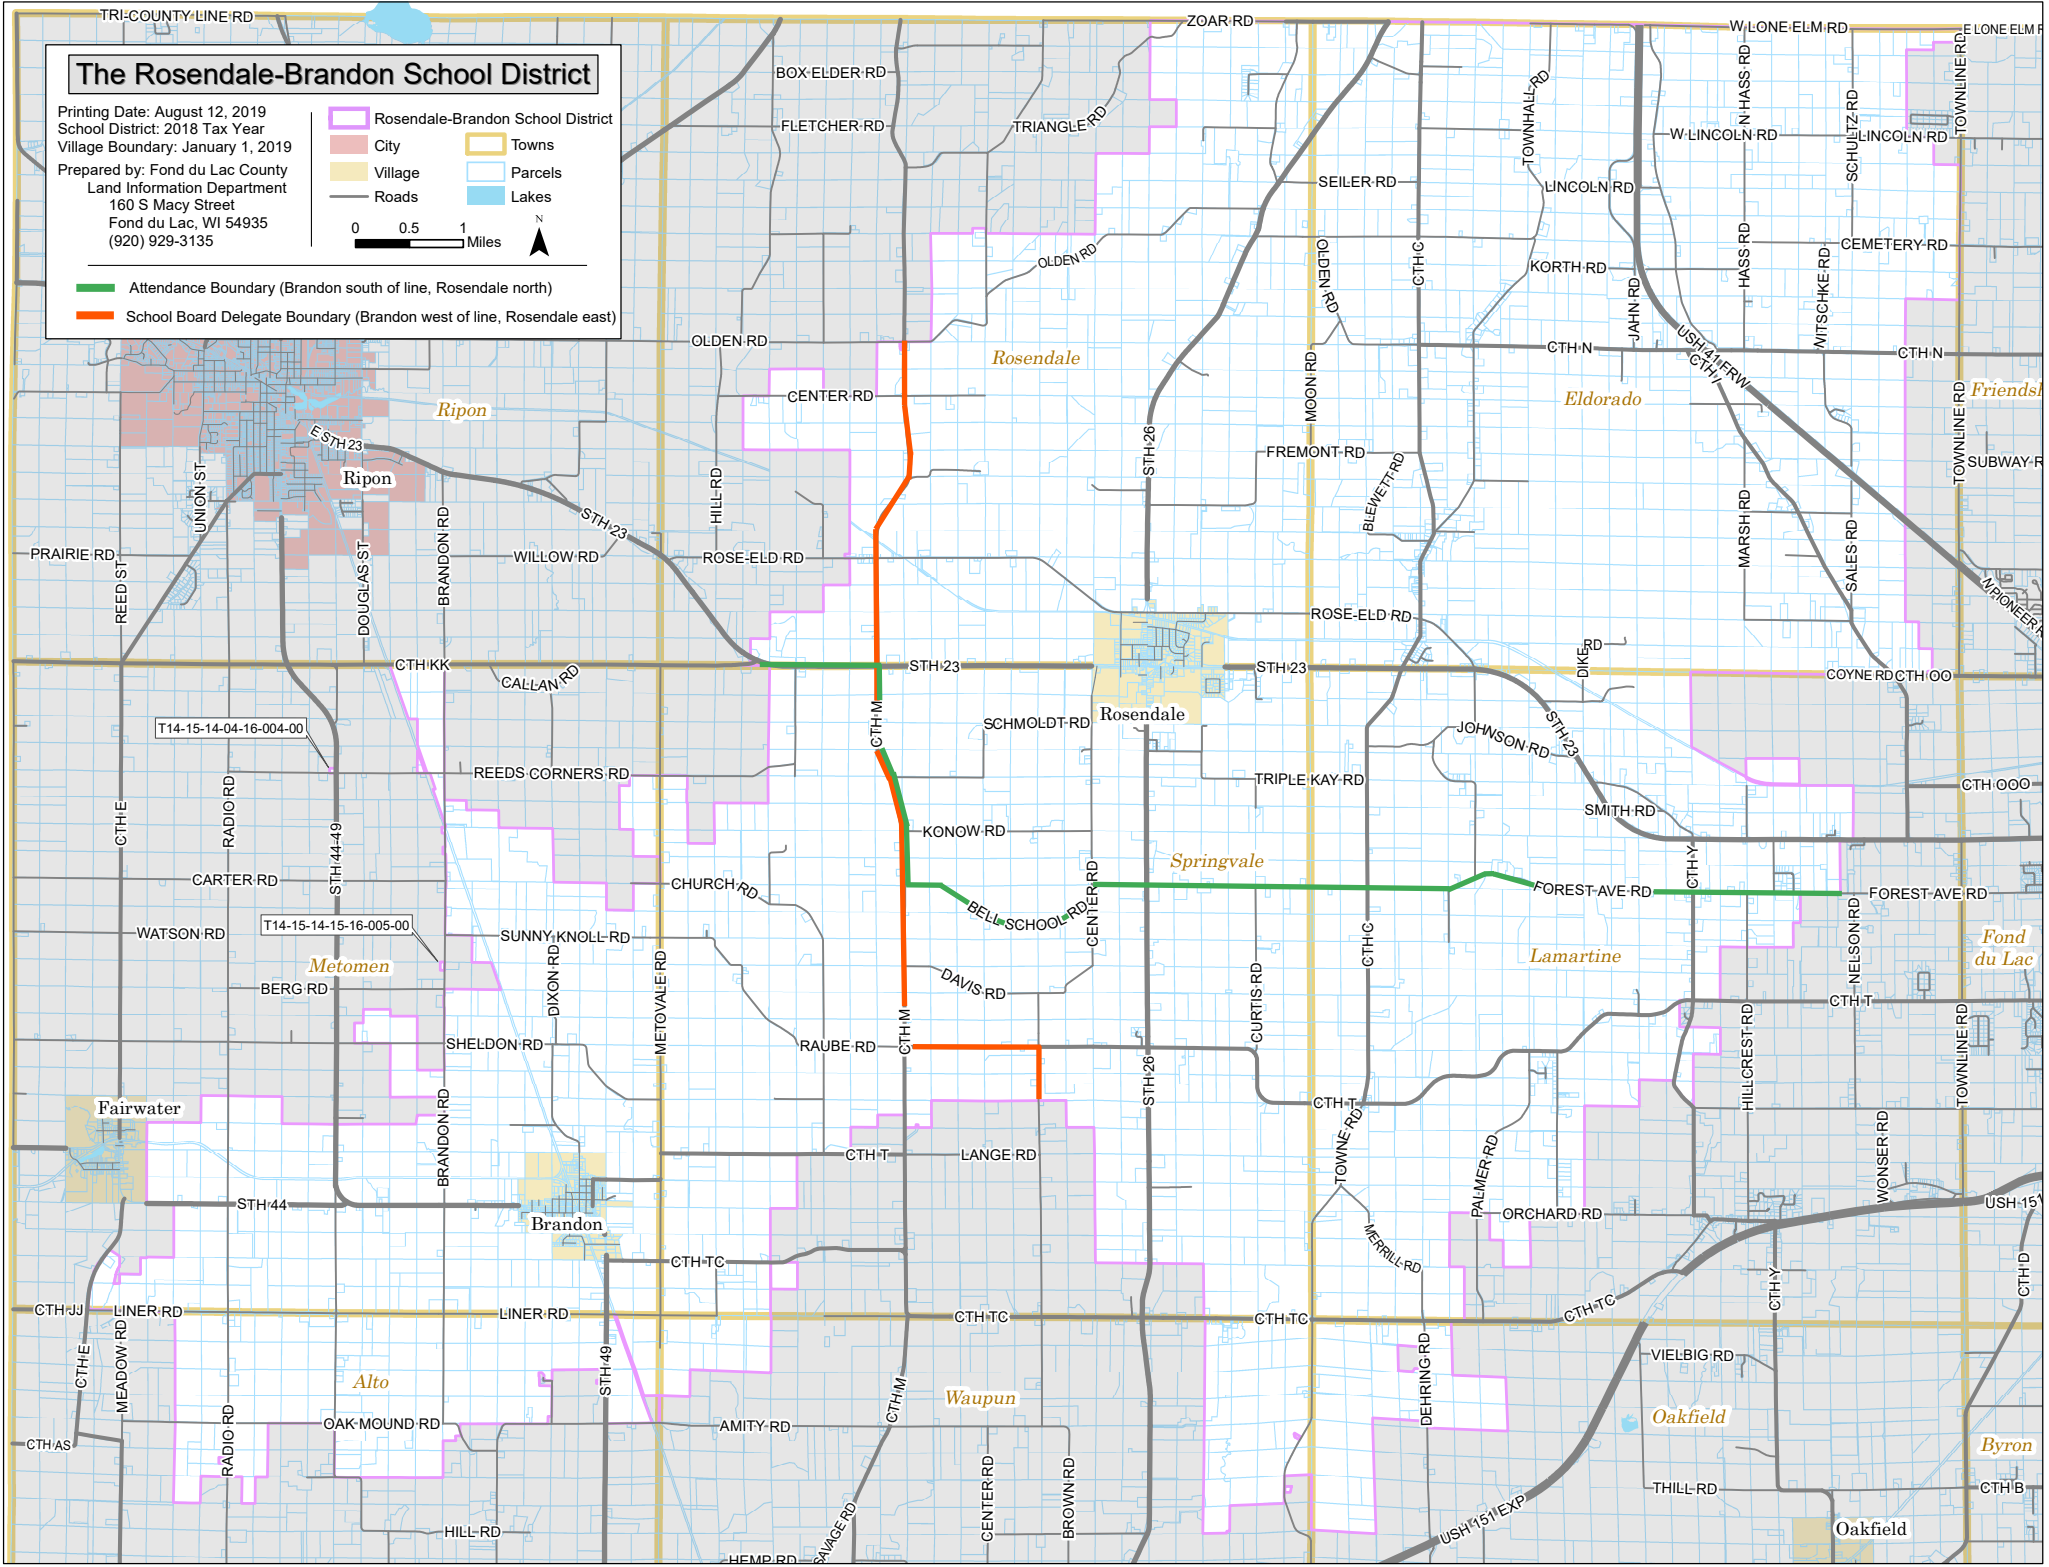 TRI-COUNTY LINE RD
ZOAR RD
W LONE ELM RD
E LONE ELM R
The Rosendale-Brandon School District
Printing Date: August 12, 2019
School District: 2018 Tax Year
Village Boundary: January 1, 2019
Prepared by: Fond du Lac County
Land Information Department
160 S Macy Street
Fond du Lac, WI 54935
(920) 929-3135
Rosendale-Brandon School District
City
Towns
Village
Parcels
Roads
Lakes
0 0.5 1
Miles
N
Attendance Boundary (Brandon south of line, Rosendale north)
School Board Delegate Boundary (Brandon west of line, Rosendale east)
BOX ELDER RD
FLETCHER RD
TRIANGLE RD
TOWNHALL RD
N HASS RD
SCHULTZ RD
TOWNLINE RD
W LINCOLN RD
LINCOLN RD
SEILER RD
LINCOLN RD
OLDEN RD
OLDEN RD
CTH C
KORTH RD
HASS RD
CEMETERY RD
NITSCHKE RD
JAHN RD
OLDEN RD
Rosendale
CTH N
USH 41 FRW
CTH I
CTH N
CENTER RD
MOON RD
Eldorado
TOWNLINE RD
Friendsh
Ripon
E STH 23
Ripon
UNION ST
HILL RD
STH 26
FREMONT RD
BLEWETT RD
SUBWAY R
MARSH RD
SALES RD
STH 23
PRAIRIE RD
REED ST
DOUGLAS ST
BRANDON RD
WILLOW RD
ROSE-ELD RD
ROSE-ELD RD
N PIONEER R
DIKE RD
CTH KK
CALLAN RD
STH 23
STH 23
COYNE RD
CTH OO
T14-15-14-04-16-004-00
CTH M
SCHMOLDT RD
Rosendale
JOHNSON RD
STH 23
REEDS CORNERS RD
TRIPLE KAY RD
CTH OOO
CTH E
RADIO RD
STH 44-49
KONOW RD
SMITH RD
CTH Y
Springvale
CARTER RD
CHURCH RD
CENTER RD
FOREST AVE RD
FOREST AVE RD
BELL SCHOOL RD
T14-15-14-15-16-005-00
WATSON RD
SUNNY KNOLL RD
DIXON RD
METOVALE RD
CTH C
NELSON RD
Fond
du Lac
Metomen
Lamartine
BERG RD
DAVIS RD
CURTIS RD
CTH T
SHELDON RD
RAUBE RD
CTH M
STH 26
HILLCREST RD
TOWNLINE RD
Fairwater
BRANDON RD
CTH T
TOWNE RD
CTH T
LANGE RD
PALMER RD
WONSER RD
STH 44
Brandon
ORCHARD RD
USH 151
MERRILL RD
CTH TC
CTH Y
CTH D
CTH JJ
LINER RD
LINER RD
CTH TC
CTH TC
CTH TC
CTH E
MEADOW RD
STH 49
DEHRING RD
VIELBIG RD
Alto
CTH M
Waupun
Oakfield
OAK MOUND RD
AMITY RD
CTH AS
RADIO RD
Byron
CENTER RD
BROWN RD
THILL RD
CTH B
HILL RD
SAVAGE RD
USH 151 EXP
Oakfield
HEMP RD